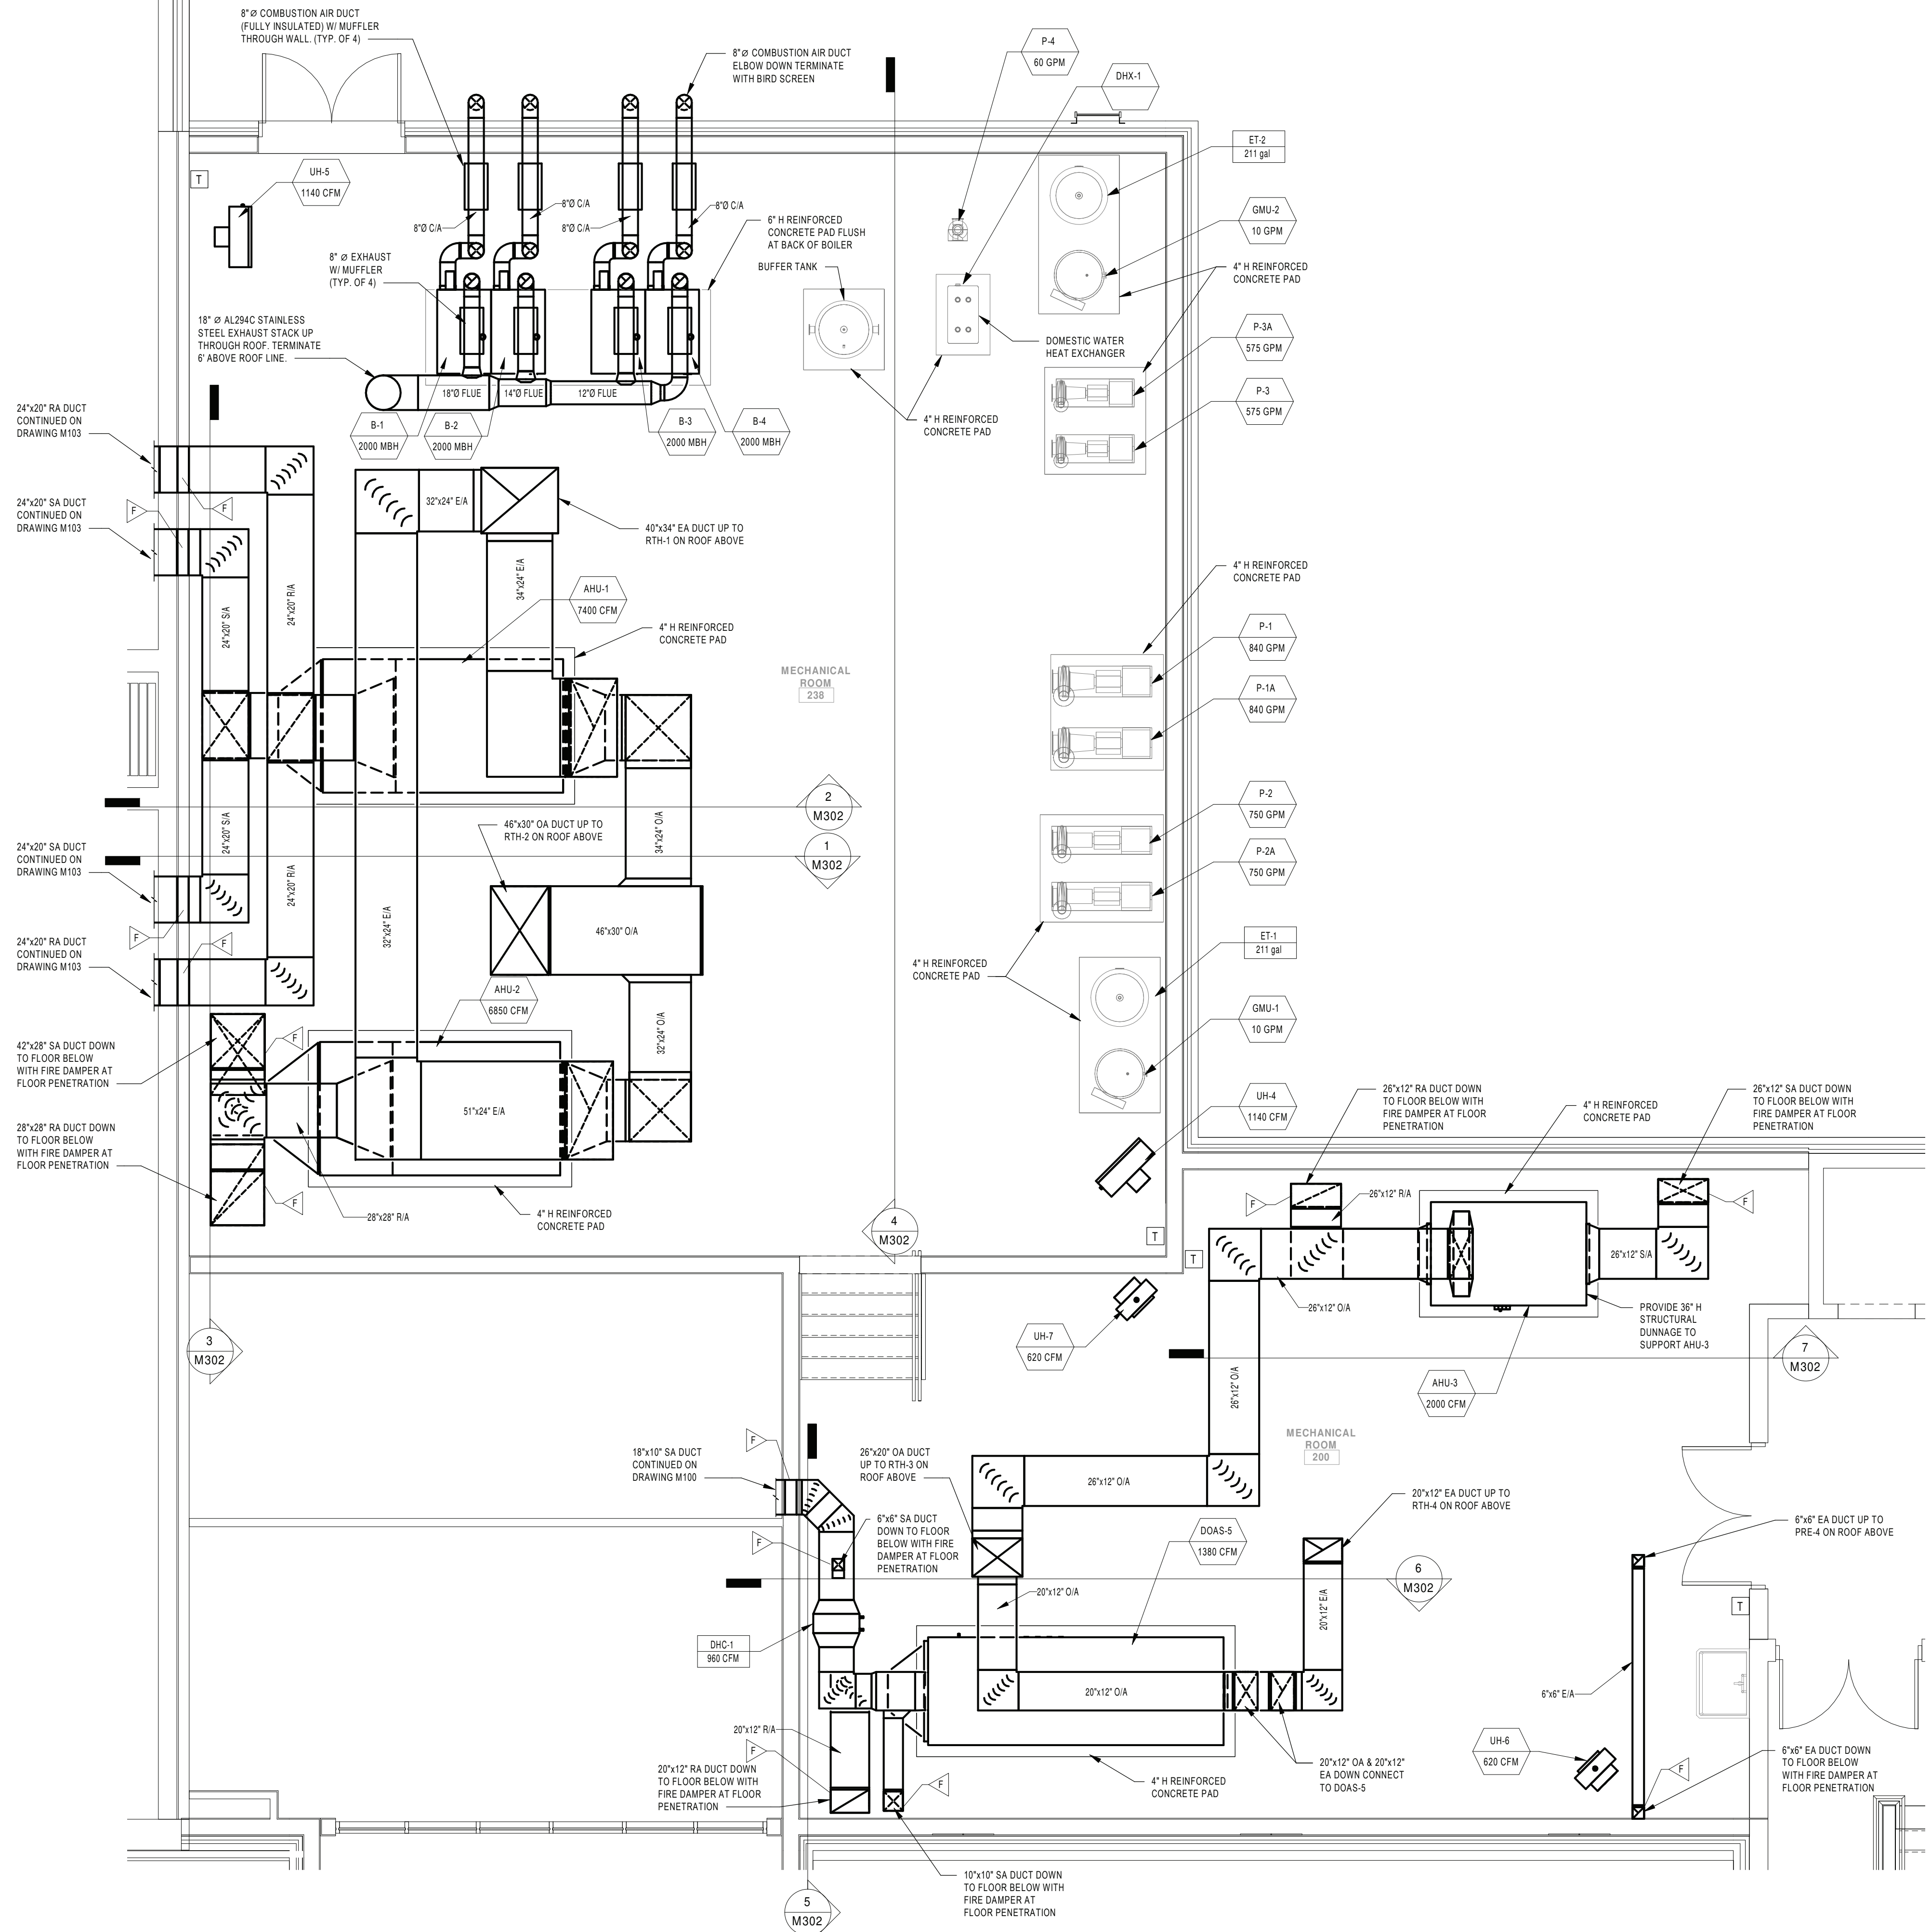 8"Ø COMBUSTION AIR DUCT
(FULLY INSULATED) W/ MUFFLER
THROUGH WALL. (TYP. OF 4)
8"Ø COMBUSTION AIR DUCT
ELBOW DOWN TERMINATE
WITH BIRD SCREEN
P-4
60 GPM
DHX-1
ET-2
211 gal
T
UH-5
1140 CFM
8"Ø C/A
8"Ø C/A
8"Ø C/A
8"Ø C/A
6" H REINFORCED
CONCRETE PAD FLUSH
AT BACK OF BOILER
GMU-2
10 GPM
8" Ø EXHAUST
W/ MUFFLER
(TYP. OF 4)
BUFFER TANK
4" H REINFORCED
CONCRETE PAD
18" Ø AL294C STAINLESS
STEEL EXHAUST STACK UP
THROUGH ROOF. TERMINATE
6' ABOVE ROOF LINE.
DOMESTIC WATER
HEAT EXCHANGER
P-3A
575 GPM
18"Ø FLUE
14"Ø FLUE
12"Ø FLUE
P-3
575 GPM
24"x20" RA DUCT
CONTINUED ON
DRAWING M103
B-1
2000 MBH
B-2
2000 MBH
B-3
2000 MBH
B-4
2000 MBH
4" H REINFORCED
CONCRETE PAD
24"x20" SA DUCT
CONTINUED ON
DRAWING M103
F
F
32"x24" E/A
40"x34" EA DUCT UP TO
RTH-1 ON ROOF ABOVE
4" H REINFORCED
CONCRETE PAD
24"x20" S/A
24"x20" R/A
34"x24" E/A
AHU-1
7400 CFM
4" H REINFORCED
CONCRETE PAD
P-1
840 GPM
MECHANICAL
ROOM
238
P-1A
840 GPM
2
M302
P-2
750 GPM
24"x20" S/A
46"x30" OA DUCT UP TO
RTH-2 ON ROOF ABOVE
34"x24" O/A
1
M302
24"x20" SA DUCT
CONTINUED ON
DRAWING M103
P-2A
750 GPM
24"x20" R/A
32"x24" E/A
46"x30" O/A
F
F
24"x20" RA DUCT
CONTINUED ON
DRAWING M103
ET-1
211 gal
4" H REINFORCED
CONCRETE PAD
AHU-2
6850 CFM
GMU-1
10 GPM
32"x24" O/A
42"x28" SA DUCT DOWN
TO FLOOR BELOW
WITH FIRE DAMPER AT
FLOOR PENETRATION
F
51"x24" E/A
UH-4
1140 CFM
26"x12" RA DUCT DOWN
TO FLOOR BELOW WITH
FIRE DAMPER AT FLOOR
PENETRATION
4" H REINFORCED
CONCRETE PAD
26"x12" SA DUCT DOWN
TO FLOOR BELOW WITH
FIRE DAMPER AT FLOOR
PENETRATION
28"x28" RA DUCT DOWN
TO FLOOR BELOW
WITH FIRE DAMPER AT
FLOOR PENETRATION
F
28"x28" R/A
4" H REINFORCED
CONCRETE PAD
F
26"x12" R/A
F
4
M302
T
T
26"x12" S/A
26"x12" O/A
PROVIDE 36" H
STRUCTURAL
DUNNAGE TO
SUPPORT AHU-3
3
M302
UH-7
620 CFM
7
M302
26"x12" O/A
AHU-3
2000 CFM
MECHANICAL
ROOM
200
F
18"x10" SA DUCT
CONTINUED ON
DRAWING M100
26"x20" OA DUCT
UP TO RTH-3 ON
ROOF ABOVE
26"x12" O/A
20"x12" EA DUCT UP TO
RTH-4 ON ROOF ABOVE
6"x6" SA DUCT
DOWN TO FLOOR
BELOW WITH FIRE
DAMPER AT FLOOR
PENETRATION
F
DOAS-5
1380 CFM
6"x6" EA DUCT UP TO
PRE-4 ON ROOF ABOVE
6
M302
20"x12" O/A
20"x12" E/A
T
DHC-1
960 CFM
20"x12" O/A
6"x6" E/A
20"x12" R/A
F
UH-6
620 CFM
20"x12" RA DUCT DOWN
TO FLOOR BELOW WITH
FIRE DAMPER AT FLOOR
PENETRATION
F
4" H REINFORCED
CONCRETE PAD
20"x12" OA & 20"x12"
EA DOWN CONNECT
TO DOAS-5
F
6"x6" EA DUCT DOWN
TO FLOOR BELOW
WITH FIRE DAMPER AT
FLOOR PENETRATION
10"x10" SA DUCT DOWN
TO FLOOR BELOW WITH
FIRE DAMPER AT
FLOOR PENETRATION
5
M302